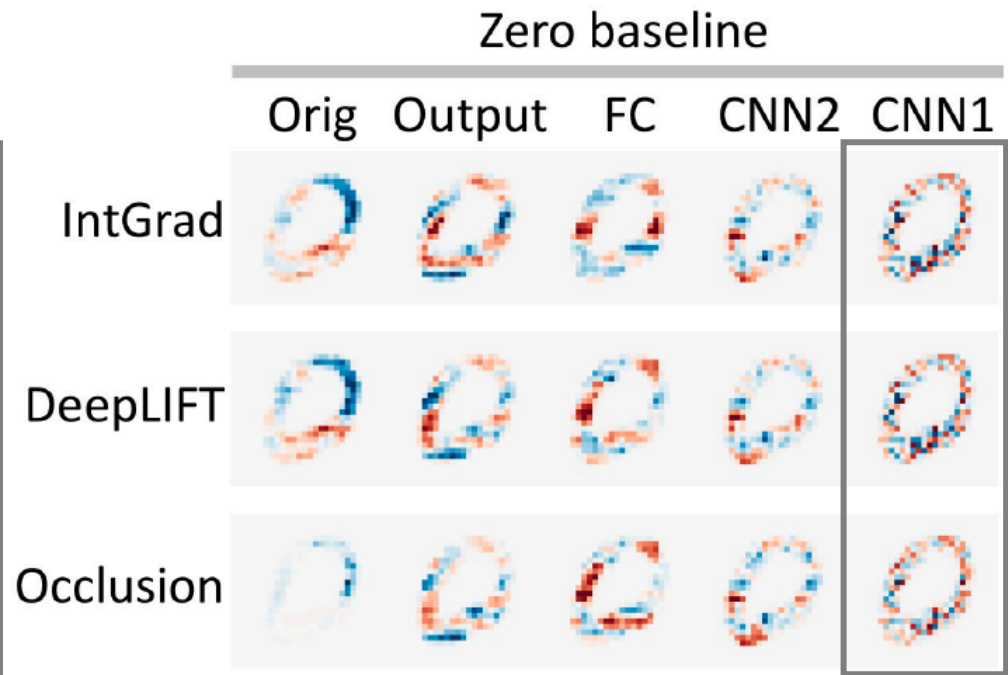 Zero baseline
Orig Output FC CNN2 CNN1
IntGrad
DeepLIFT
Occlusion